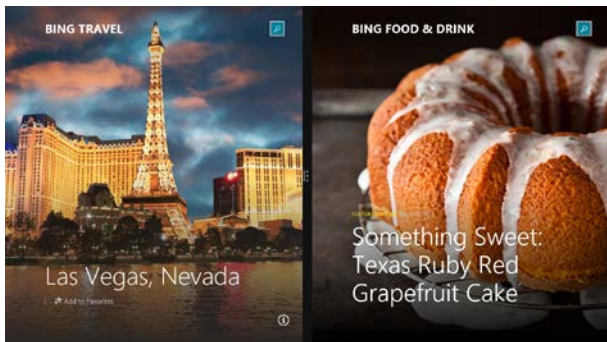 BING TRAVEL
Las Vegas, Nevada
Add to Favorites
BING FOOD & DRINK
Something Sweet:
Texas Ruby Red
Grapefruit Cake